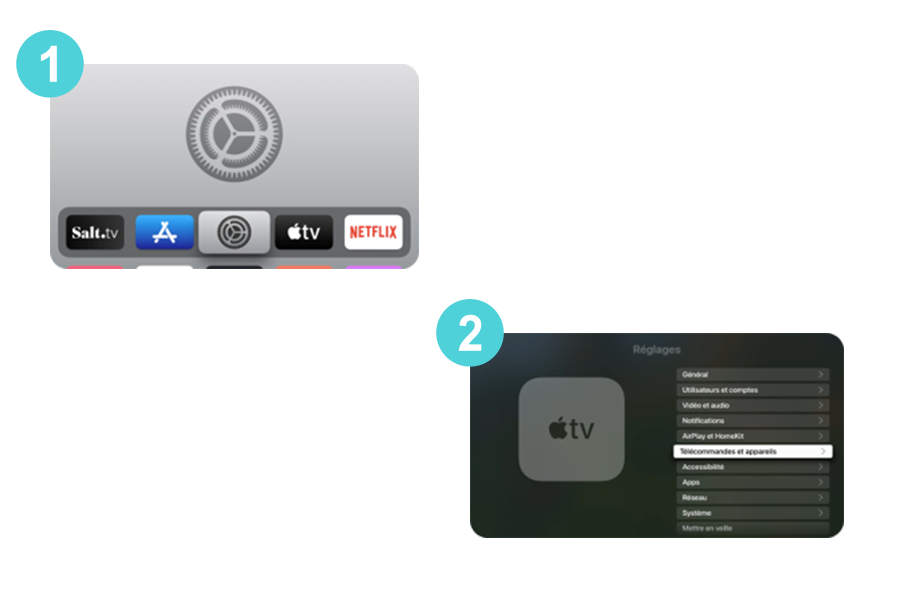 1
Salt.tv
tv
NETFLIX
2
Réglages
tv
Général
Utilisateurs et comptes
Vidéo et audio
Notifications
AirPlay et HomeKit
Télécommandes et appareils
Accessibilité
Apps
Réseau
Système
Mettre en veille